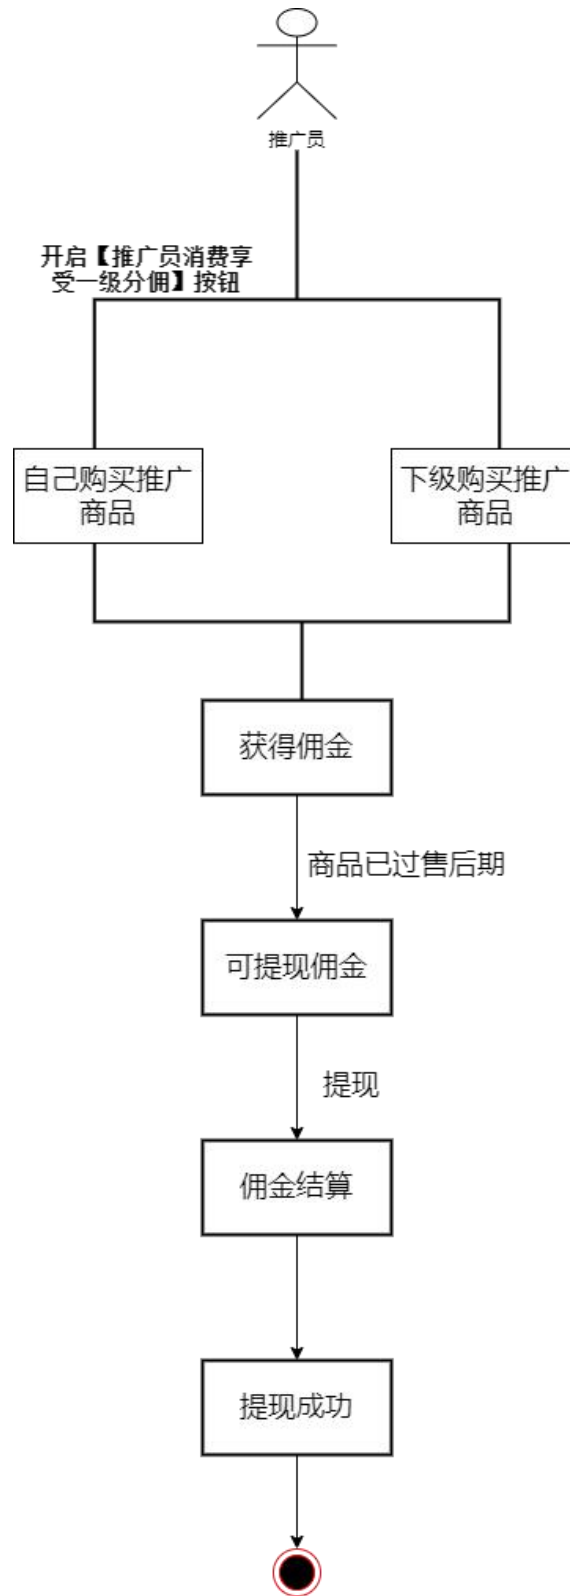 推广员
开启【推广员消费享
受一级分佣】按钮
自己购买推广
商品
下级购买推广
商品
获得佣金
商品已过售后期
可提现佣金
提现
佣金结算
提现成功